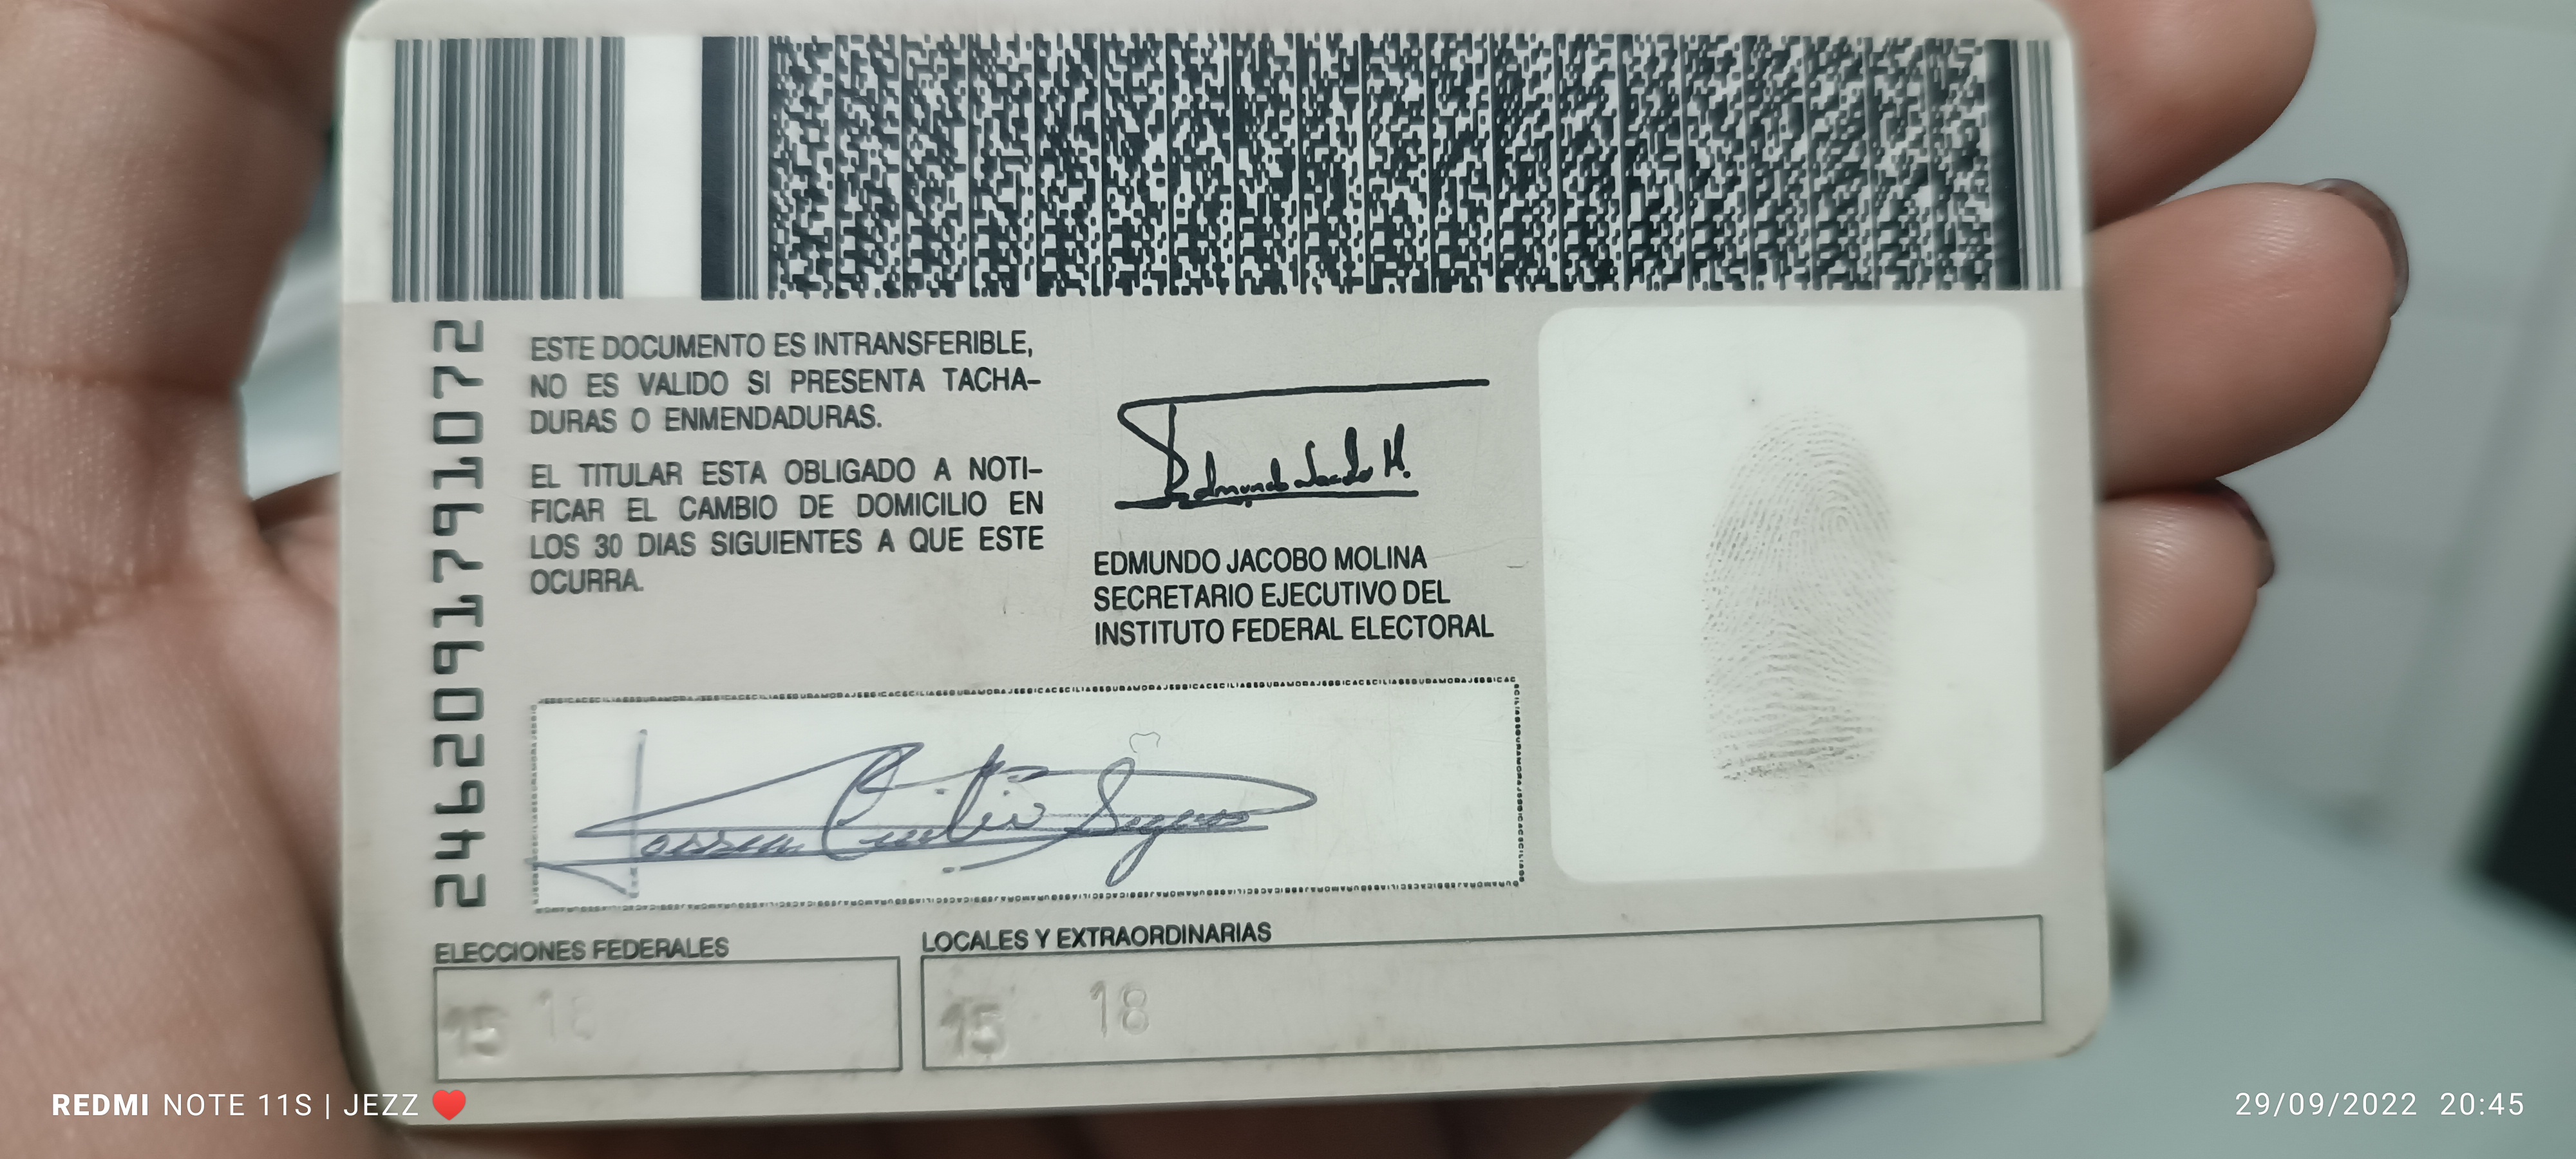 2462091791072
ESTE DOCUMENTO ES INTRANSFERIBLE,
NO ES VALIDO SI PRESENTA TACHA-
DURAS O ENMENDADURAS.
EL TITULAR ESTA OBLIGADO A NOTI-
FICAR EL CAMBIO DE DOMICILIO EN
LOS 30 DIAS SIGUIENTES A QUE ESTE
OCURRA.
Edmundo Jacobo M.
EDMUNDO JACOBO MOLINA
SECRETARIO EJECUTIVO DEL
INSTITUTO FEDERAL ELECTORAL
ELECCIONES FEDERALES
15 18
LOCALES Y EXTRAORDINARIAS
15 18
REDMI NOTE 11S | JEZZ ❤️
29/09/2022 20:45